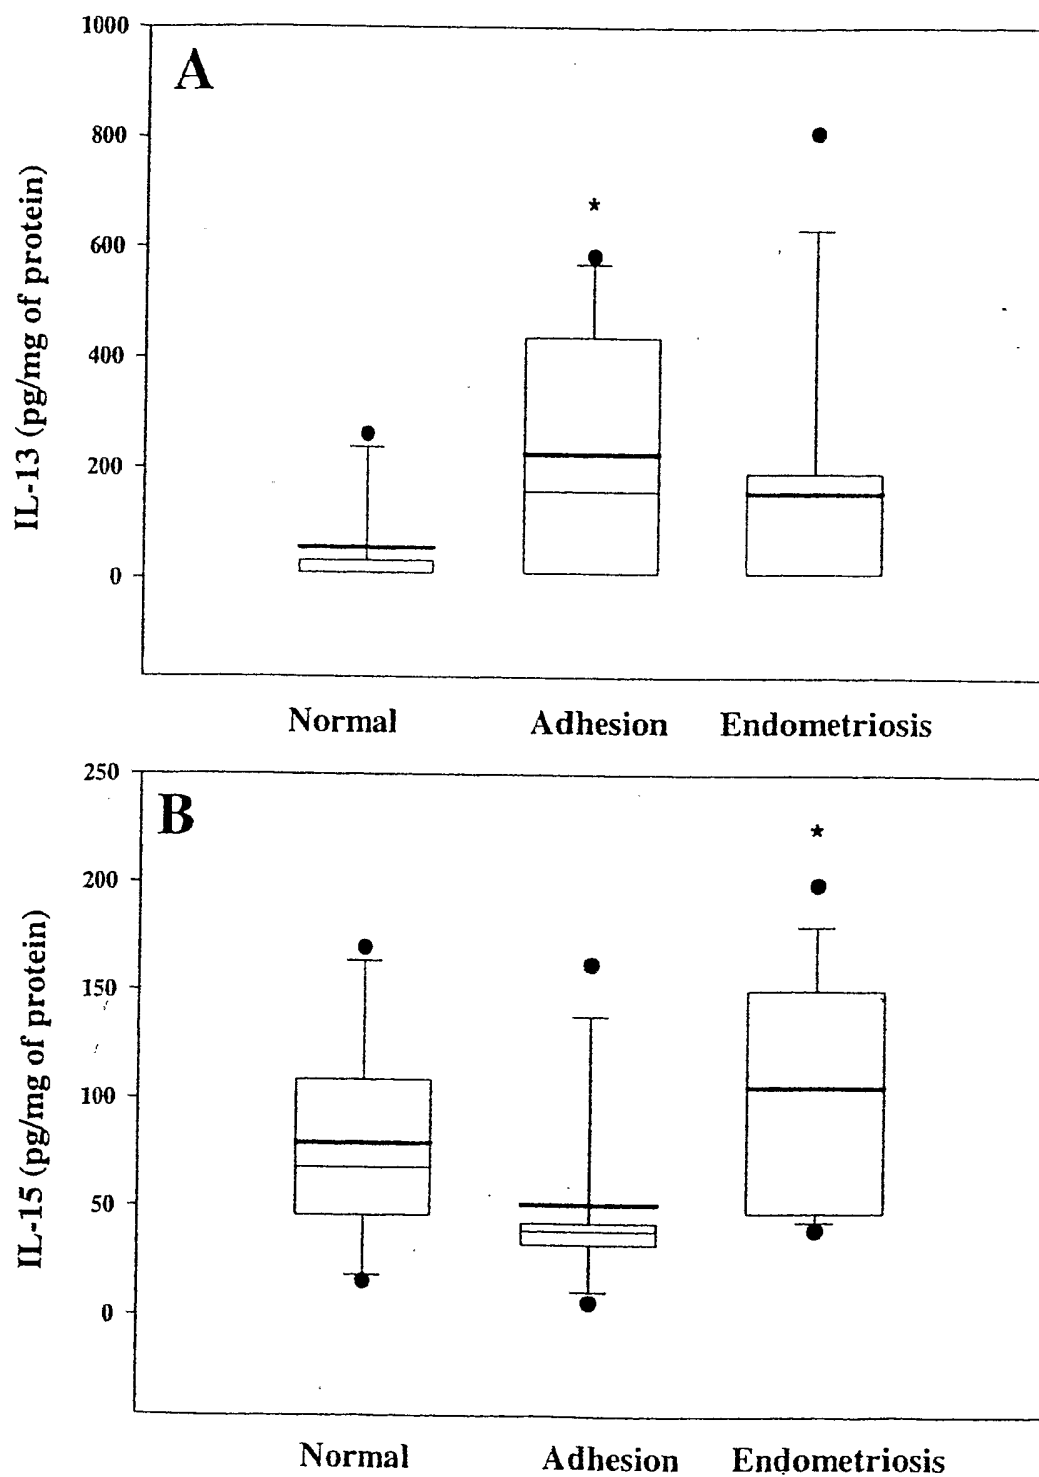 1000
A
800
600
400
200
0
IL-13 (pg/mg of protein)
*
Normal Adhesion Endometriosis
250
B
200
150
100
50
0
IL-15 (pg/mg of protein)
*
Normal Adhesion Endometriosis